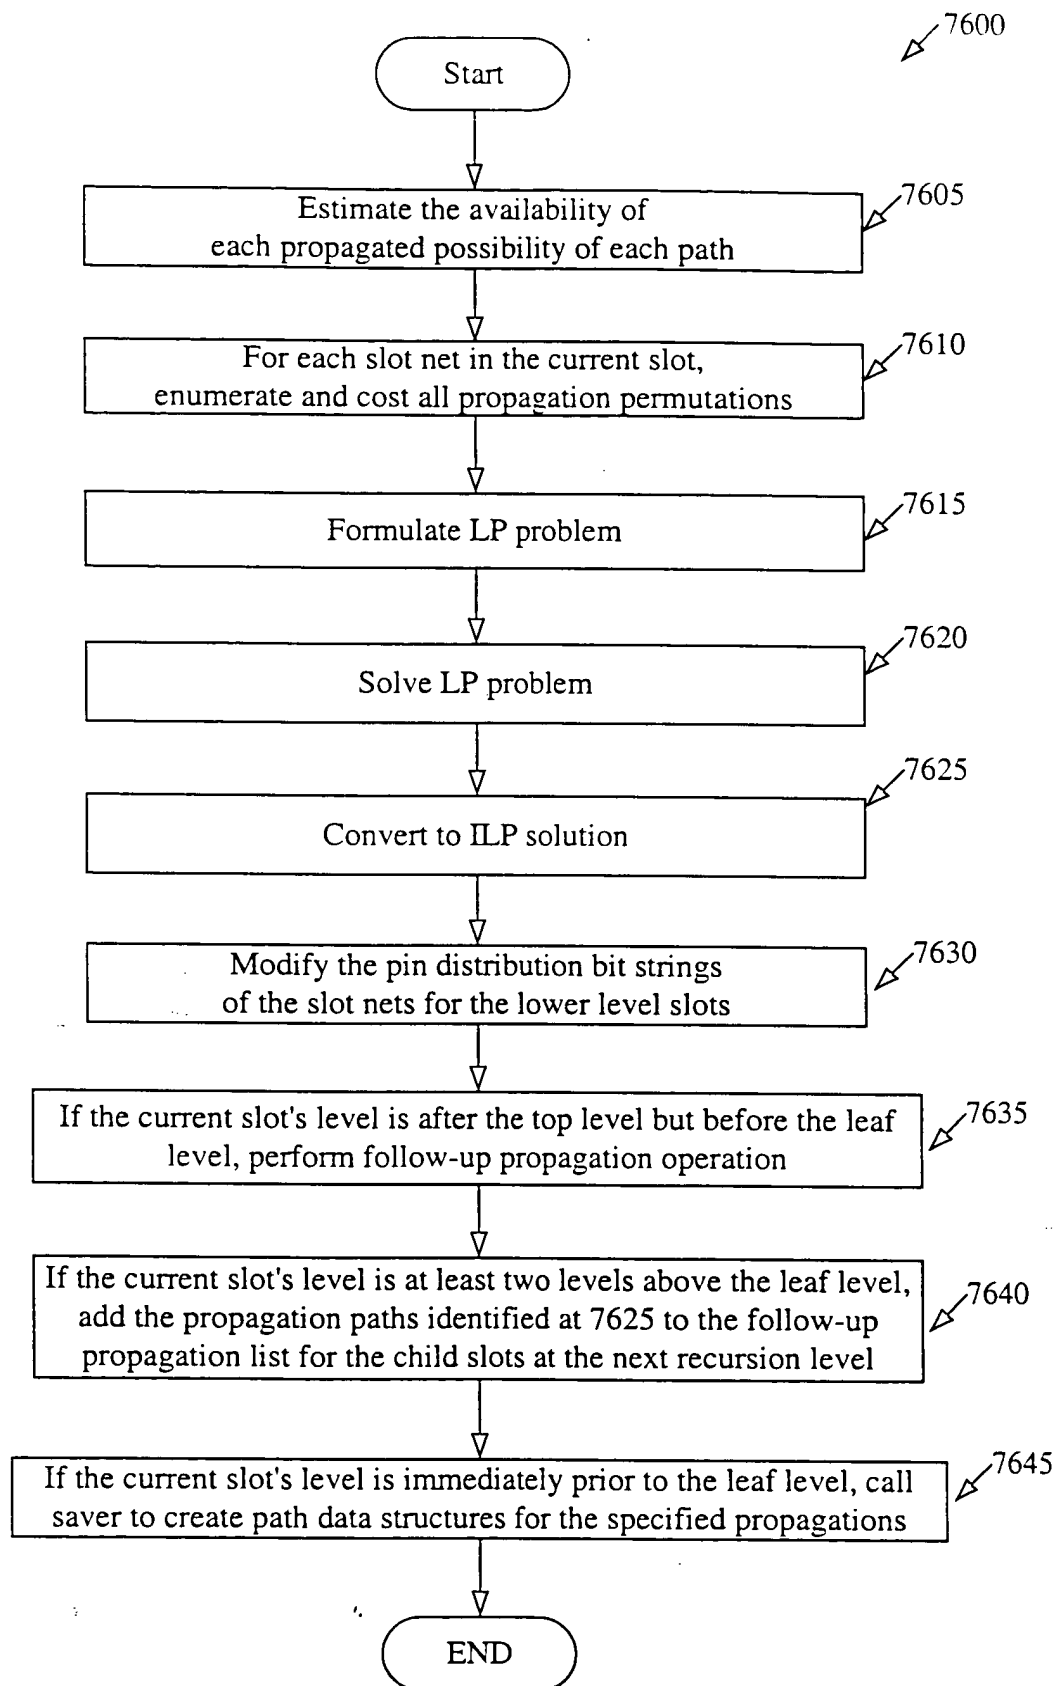 7600
Start
7605
Estimate the availability of
each propagated possibility of each path
7610
For each slot net in the current slot,
enumerate and cost all propagation permutations
7615
Formulate LP problem
7620
Solve LP problem
7625
Convert to ILP solution
7630
Modify the pin distribution bit strings
of the slot nets for the lower level slots
7635
If the current slot's level is after the top level but before the leaf
level, perform follow-up propagation operation
7640
If the current slot's level is at least two levels above the leaf level,
add the propagation paths identified at 7625 to the follow-up
propagation list for the child slots at the next recursion level
7645
If the current slot's level is immediately prior to the leaf level, call
saver to create path data structures for the specified propagations
END